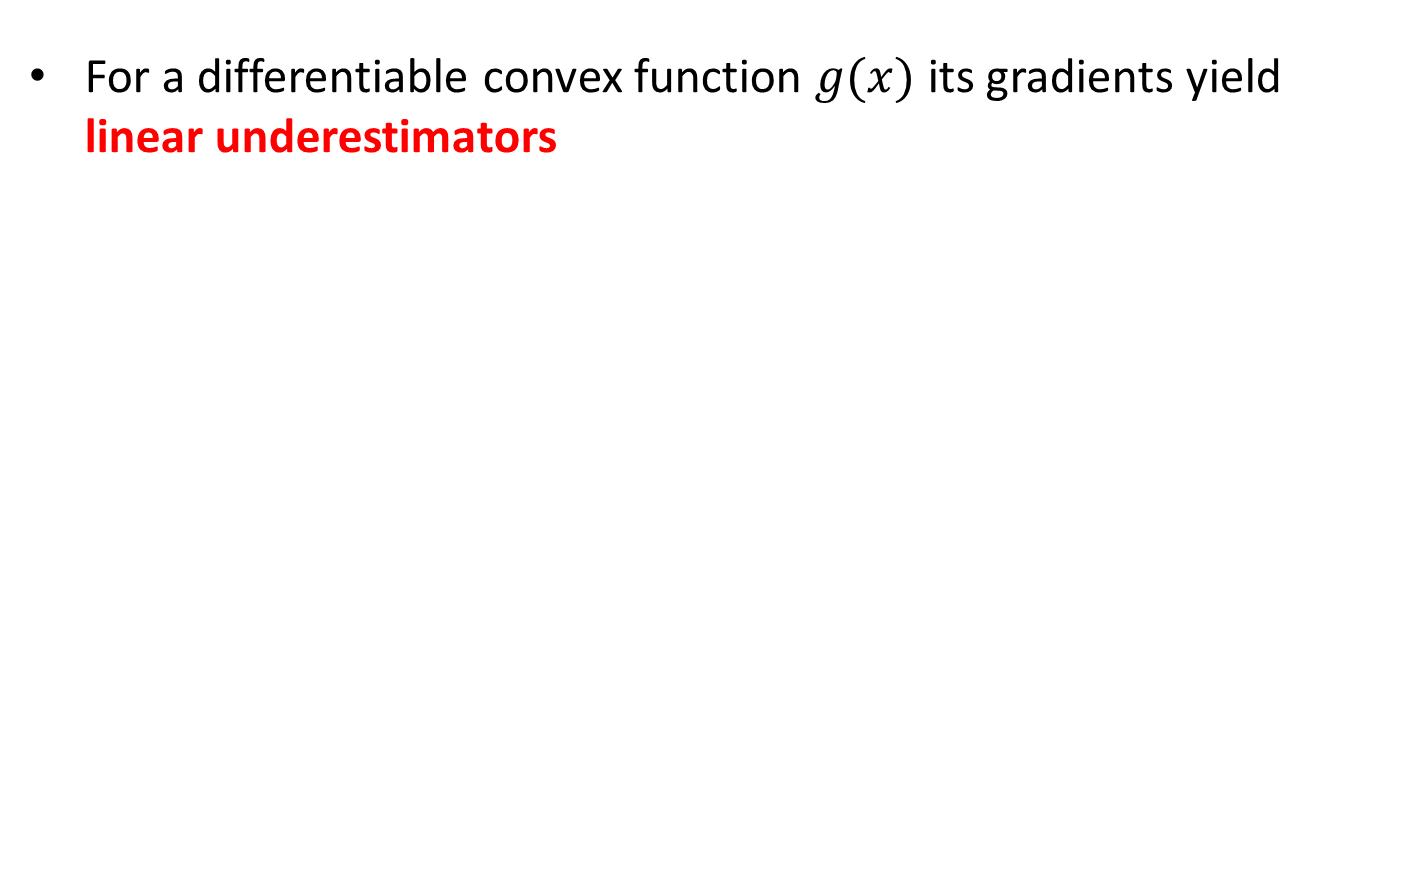 • For a differentiable convex function g(x) its gradients yield
linear underestimators